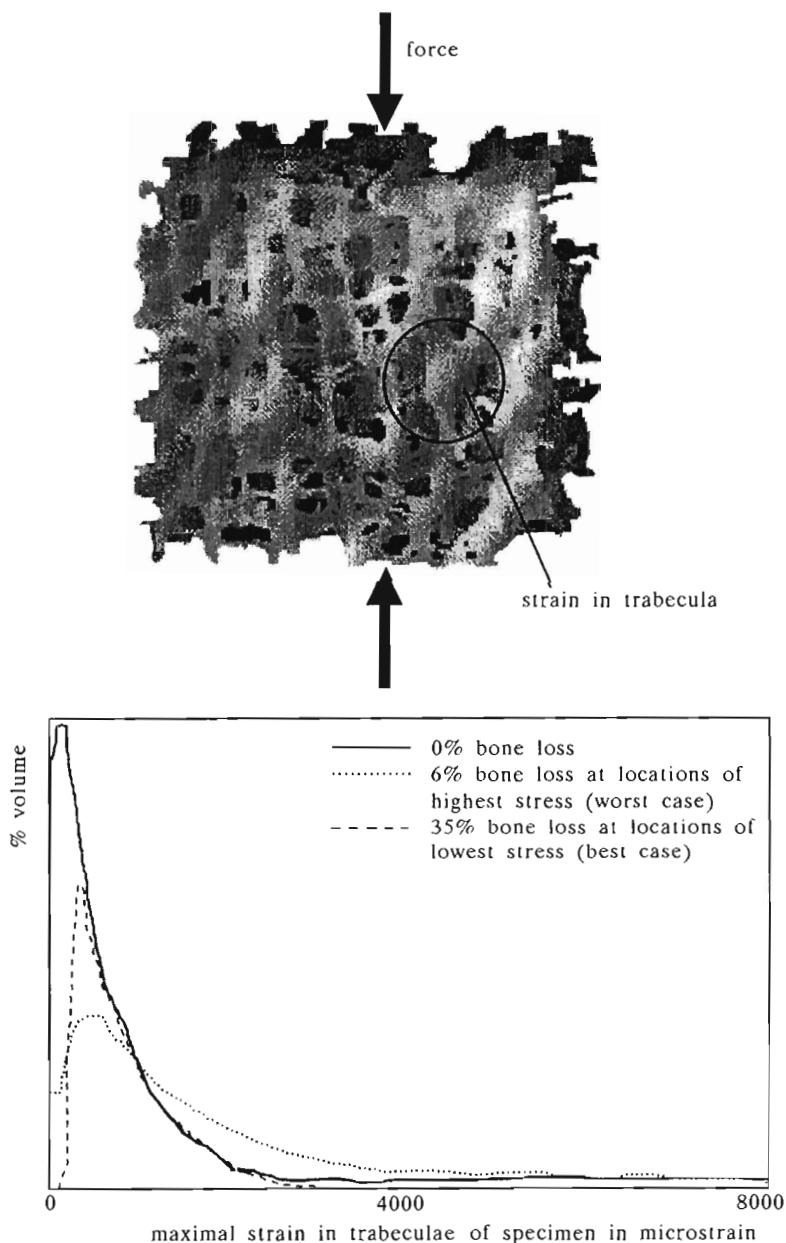 force
strain in trabecula
% volume
0% bone loss
6% bone loss at locations of
highest stress (worst case)
35% bone loss at locations of
lowest stress (best case)
0
4000
8000
maximal strain in trabeculae of specimen in microstrain